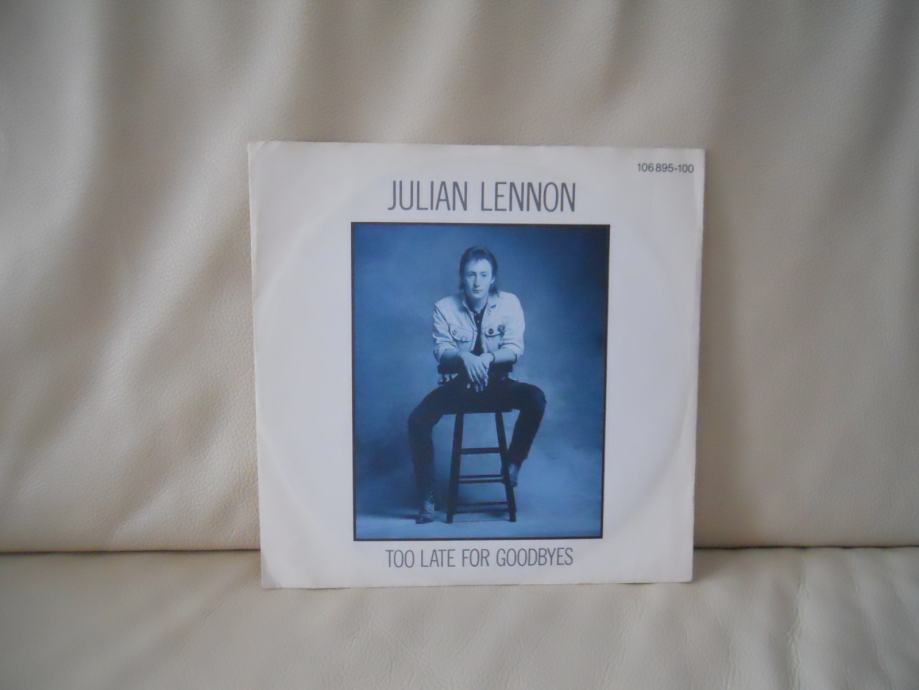 106 895-100
JULIAN LENNON
TOO LATE FOR GOODBYES